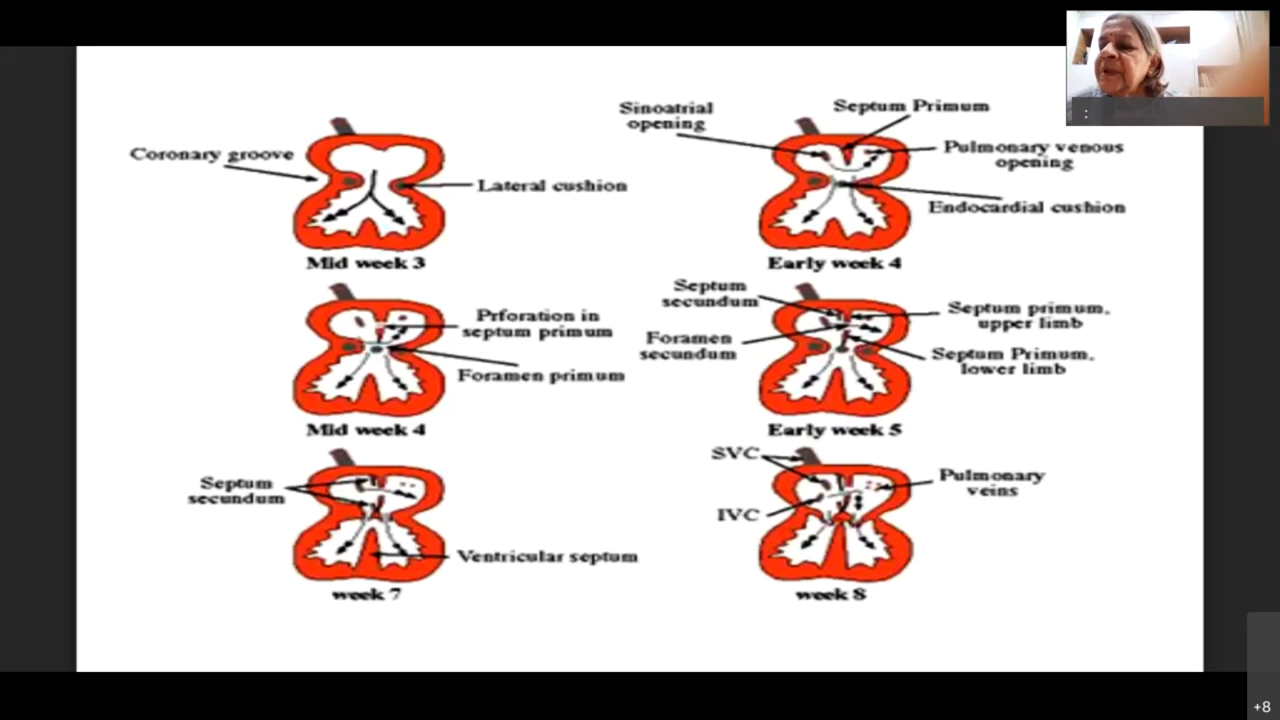 Coronary groove
Lateral cushion
Mid week 3
Sinoatrial
opening
Septum Primum
Pulmonary venous
opening
Endocardial cushion
Early week 4
Prforation in
septum primum
Foramen primum
Mid week 4
Septum
secundum
Foramen
secundum
Septum primum,
upper limb
Septum Primum,
lower limb
Early week 5
Septum
secundum
Ventricular septum
week 7
SVC
IVC
Pulmonary
veins
week 8
:
+8